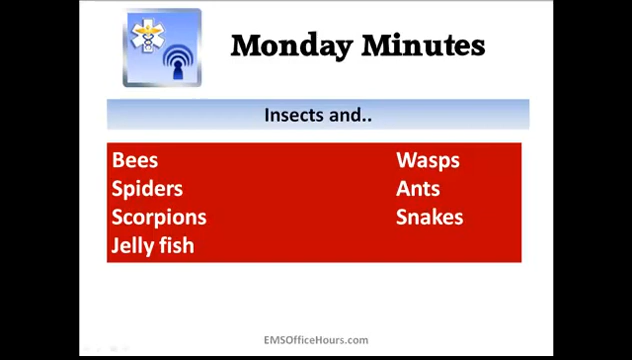 Monday Minutes
Insects and..
Bees Wasps
Spiders Ants
Scorpions Snakes
Jelly fish
EMSOfficeHours.com